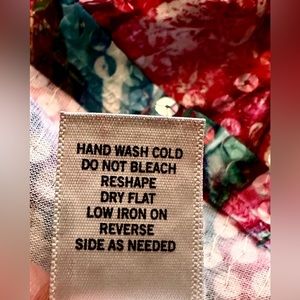 HAND WASH COLD
DO NOT BLEACH
RESHAPE
DRY FLAT
LOW IRON ON
REVERSE
SIDE AS NEEDED